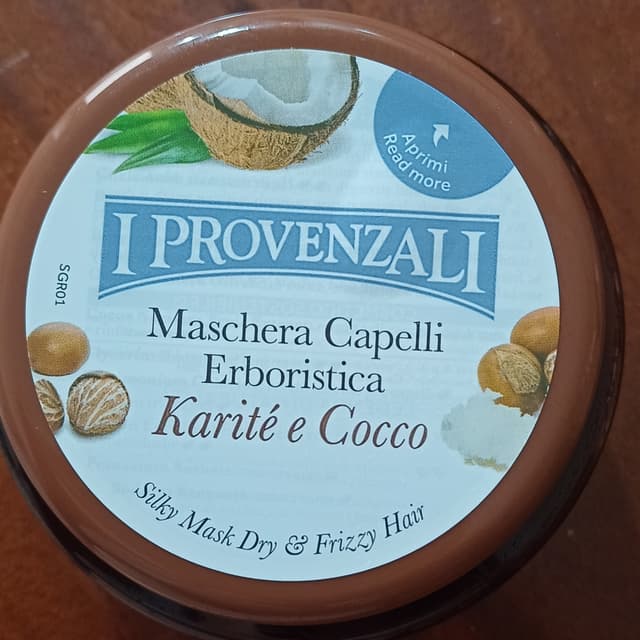 Aprimi
Read more
I PROVENZALI
SGR01
Maschera Capelli
Erboristica
Karité e Cocco
Silky Mask Dry & Frizzy Hair